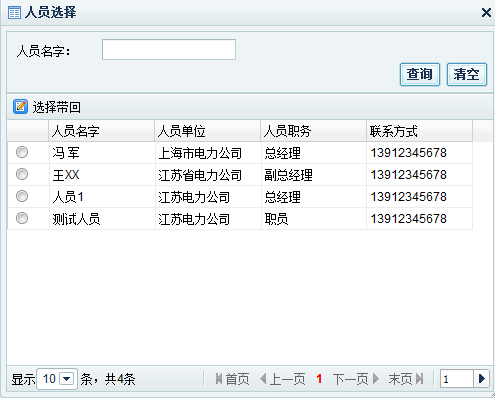 人员选择
人员名字：
查询 清空
选择带回
人员名字 人员单位 人员职务 联系方式
冯 军 上海市电力公司 总经理 13912345678
王XX 江苏省电力公司 副总经理 13912345678
人员1 江苏电力公司 总经理 13912345678
测试人员 江苏电力公司 职员 13912345678
显示 10 条，共4条 首页 上一页 1 下一页 末页 1